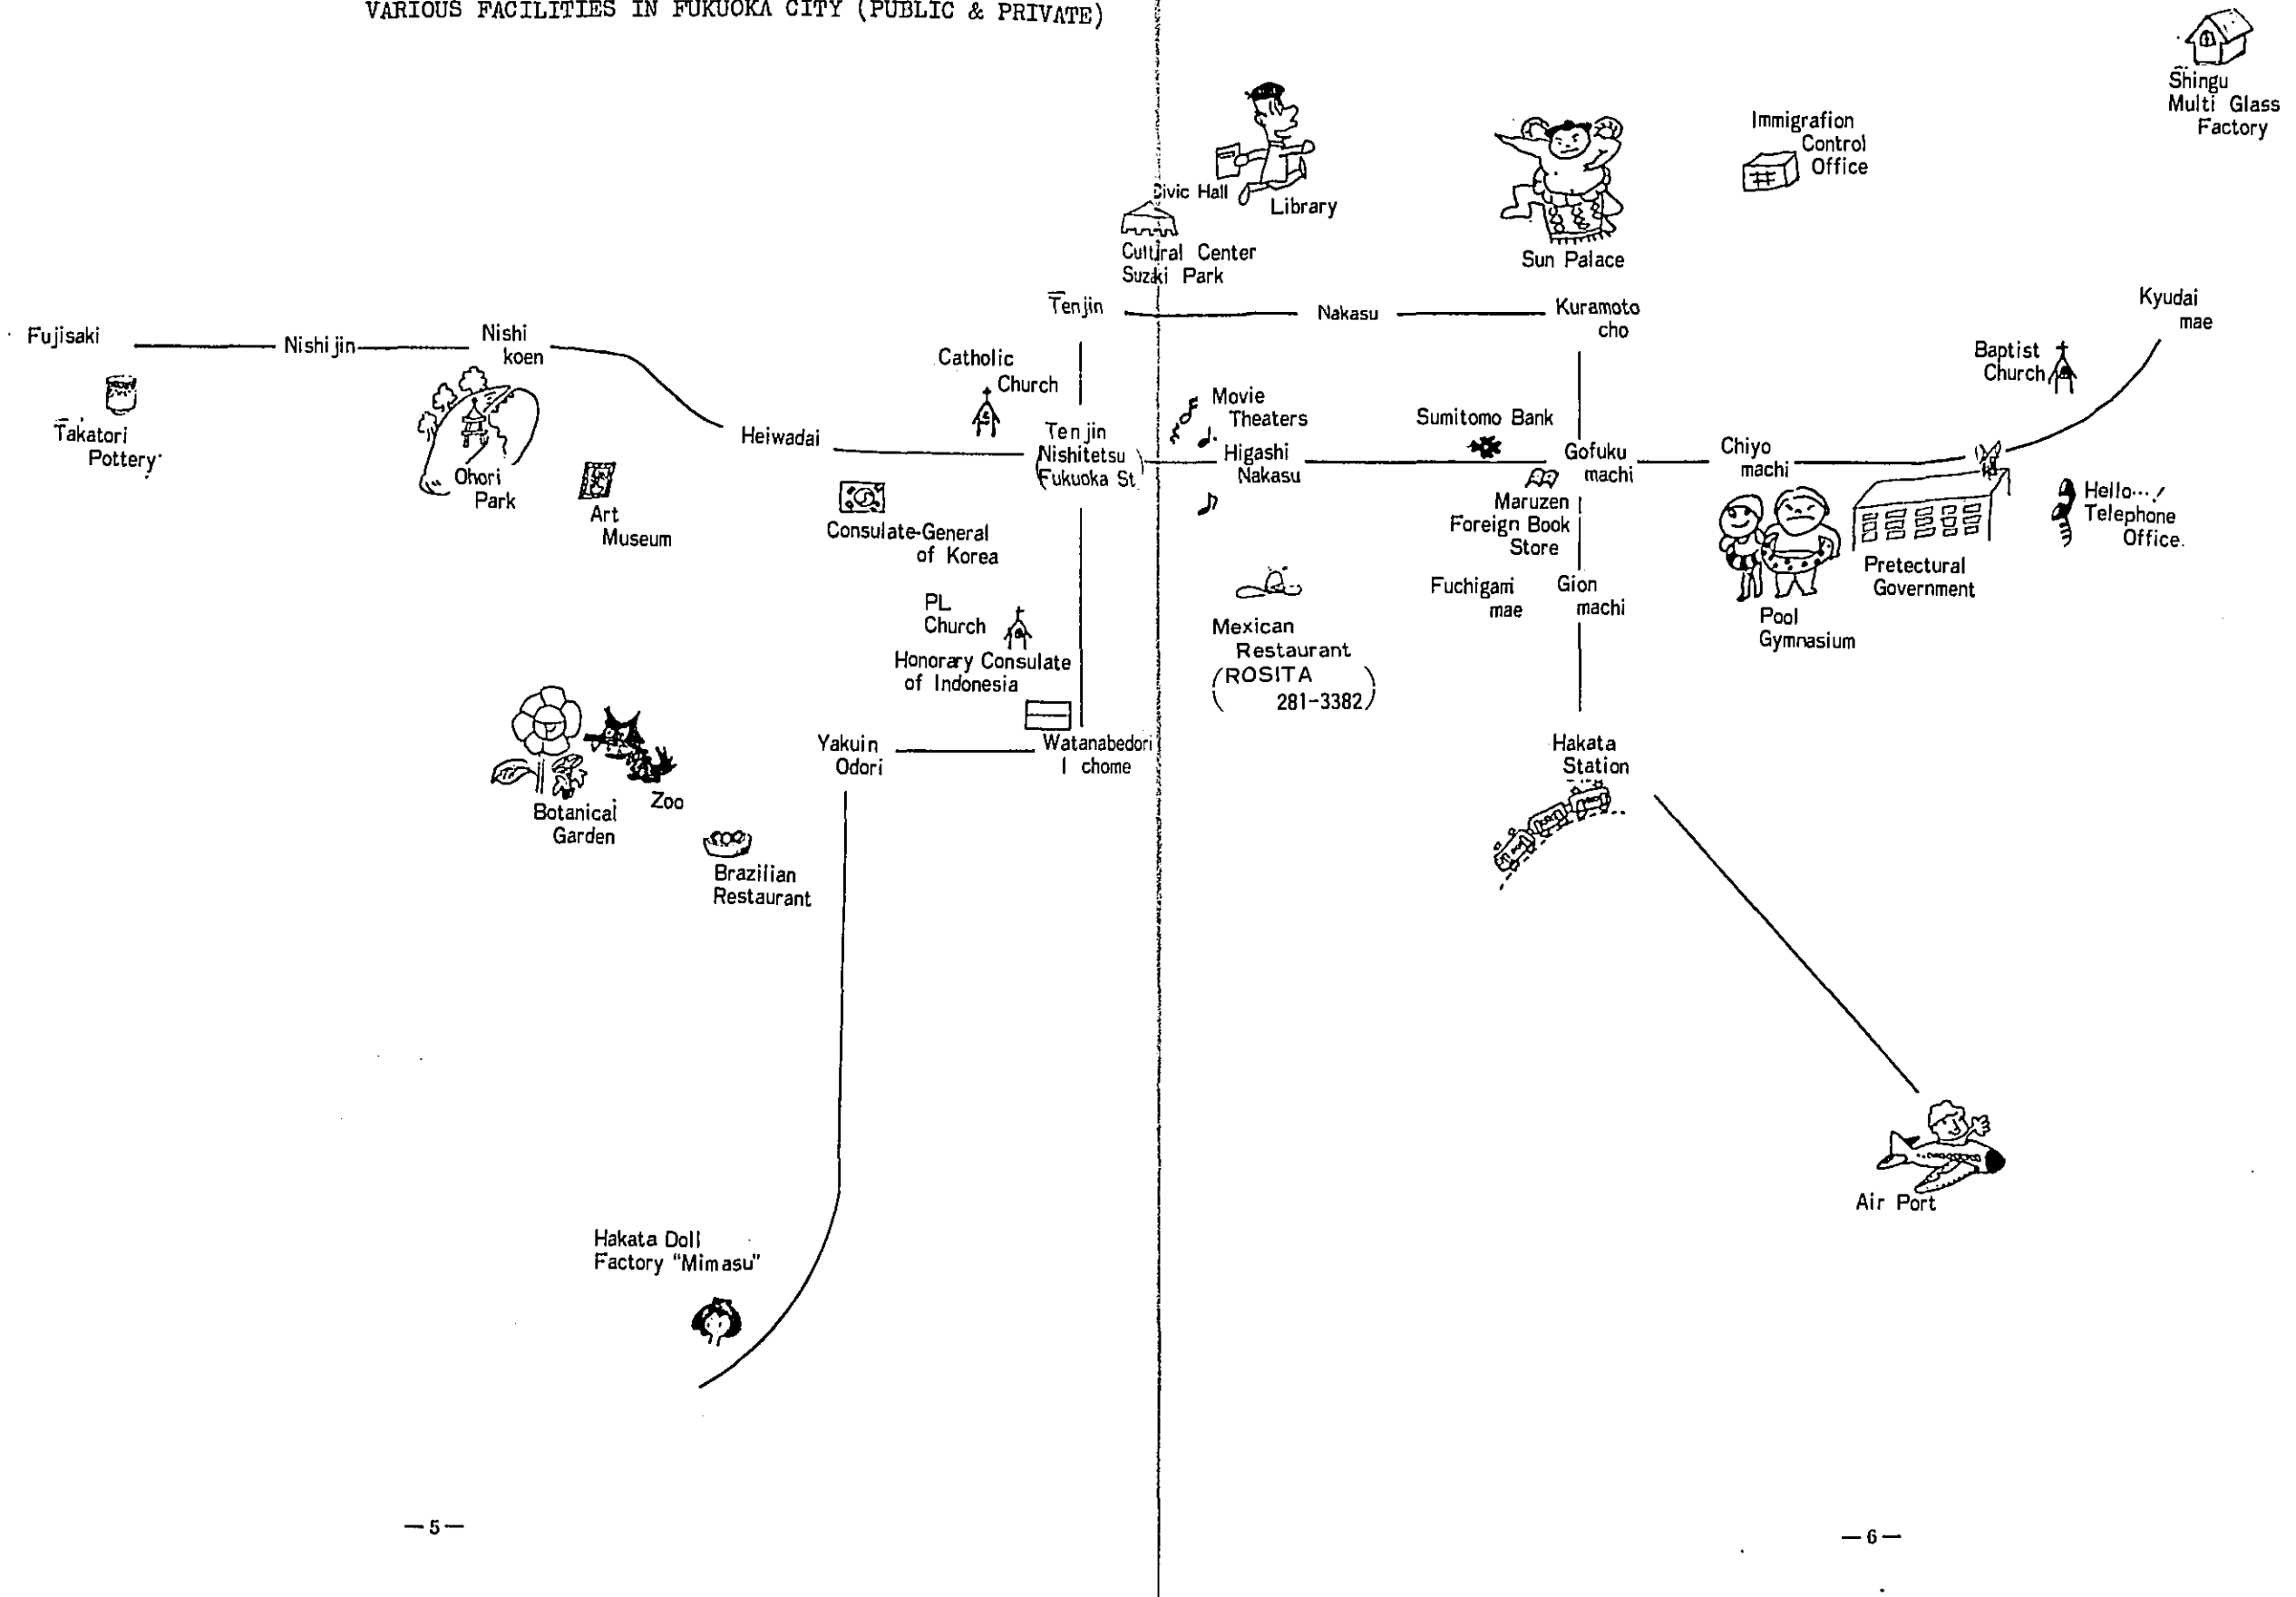 VARIOUS FACILITIES IN FUKUOKA CITY (PUBLIC & PRIVATE)
Shingu
Multi Glass
Factory
Immigrafion
Control
Office
Civic Hall
Library
Cultural Center
Suzaki Park
Sun Palace
Tenjin
Nakasu
Kuramoto
cho
Kyudai
mae
Fujisaki
Nishijin
Nishi
koen
Takatori
Pottery
Ohori
Park
Art
Museum
Heiwadai
Catholic
Church
Tenjin
(Nishitetsu
Fukuoka St)
Movie
Theaters
Higashi
Nakasu
Sumitomo Bank
Gofuku
machi
Chiyo
machi
Baptist
Church
Consulate-General
of Korea
Maruzen
Foreign Book
Store
Hello…!
Telephone
Office.
Pretectural
Government
Pool
Gymnasium
Fuchigami
mae
Gion
machi
PL
Church
Honorary Consulate
of Indonesia
Mexican
Restaurant
(ROSITA
281-3382)
Yakuin
Odori
Watanabedori
1 chome
Hakata
Station
Botanical
Garden
Zoo
Brazilian
Restaurant
Air Port
Hakata Doll
Factory "Mimasu"
—5—
—6—